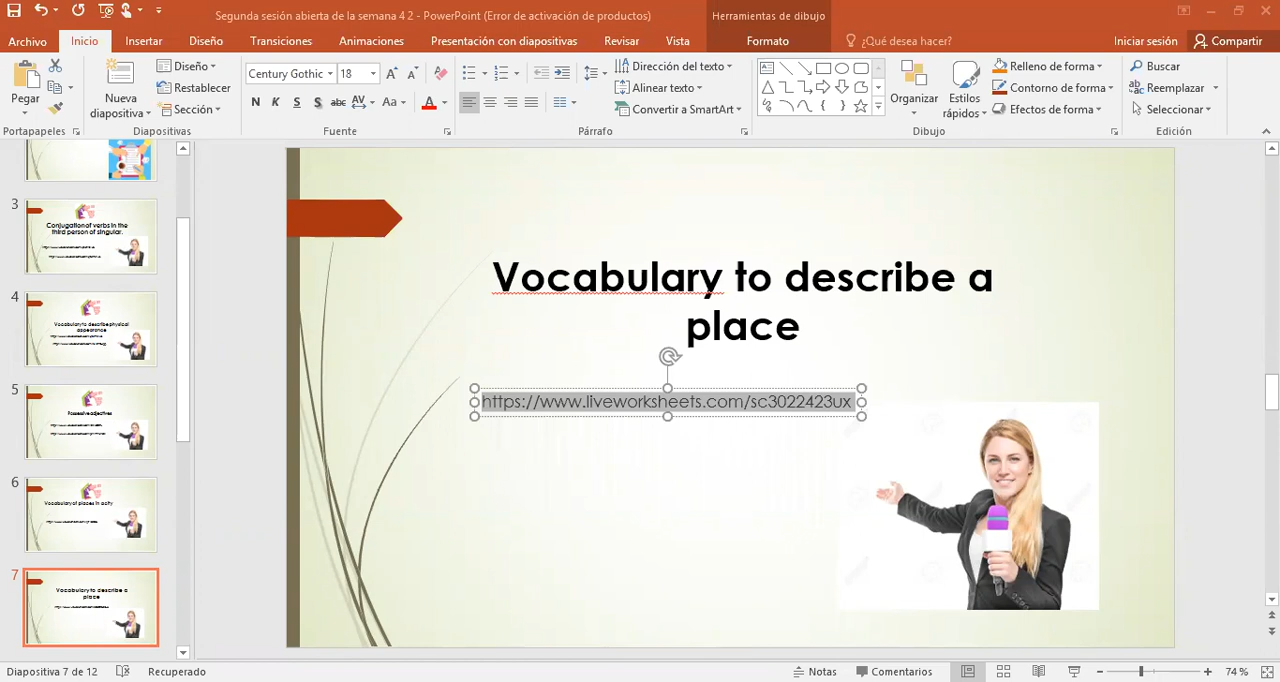 Segunda sesión abierta de la semana 4 2 - PowerPoint (Error de activación de productos)
Herramientas de dibujo
Archivo Inicio Insertar Diseño Transiciones Animaciones Presentación con diapositivas Revisar Vista Formato ¿Qué desea hacer? Iniciar sesión Compartir
Pegar
Portapapeles
Nueva diapositiva
Diseño
Restablecer
Sección
Diapositivas
Century Gothic 18
N K S S abc AV Aa A
Fuente
Dirección del texto
Alinear texto
Convertir a SmartArt
Párrafo
Organizar
Estilos rápidos
Relleno de forma
Contorno de forma
Efectos de forma
Dibujo
Buscar
Reemplazar
Seleccionar
Edición
3
Conjugation of verbs in the
third person of singular.
4
Vocabulary to describe physical
appearance
5
Possessive adjectives
6
Vocabulary of places in a city
7
Vocabulary to describe a
place
Vocabulary to describe a
place
https://www.liveworksheets.com/sc3022423ux
Diapositiva 7 de 12 Recuperado Notas Comentarios 74 %